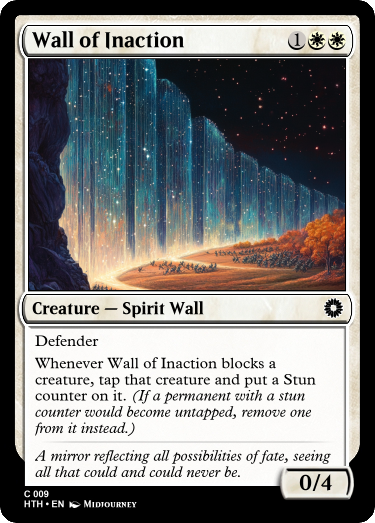 Wall of Inaction 1
Creature — Spirit Wall
Defender
Whenever Wall of Inaction blocks a
creature, tap that creature and put a Stun
counter on it. (If a permanent with a stun
counter would become untapped, remove one
from it instead.)
A mirror reflecting all possibilities of fate, seeing
all that could and could never be.
0/4
C 009
HTH • EN Midjourney